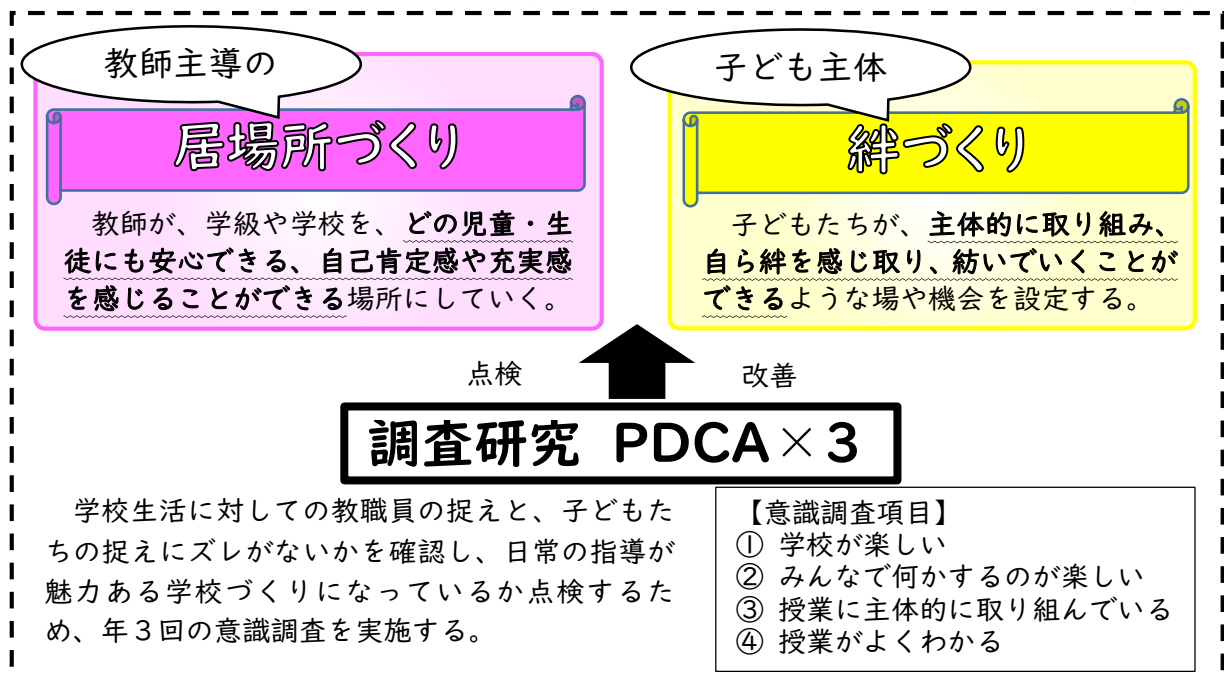 教師主導の
居場所づくり
教師が、学級や学校を、どの児童・生
徒にも安心できる、自己肯定感や充実感
を感じることができる場所にしていく。
子ども主体
絆づくり
子どもたちが、主体的に取り組み、
自ら絆を感じ取り、紡いでいくことが
できるような場や機会を設定する。
点検
改善
調査研究 PDCA×3
学校生活に対しての教職員の捉えと、子どもた
ちの捉えにズレがないかを確認し、日常の指導が
魅力ある学校づくりになっているか点検するた
め、年3回の意識調査を実施する。
【意識調査項目】
① 学校が楽しい
② みんなで何かするのが楽しい
③ 授業に主体的に取り組んでいる
④ 授業がよくわかる